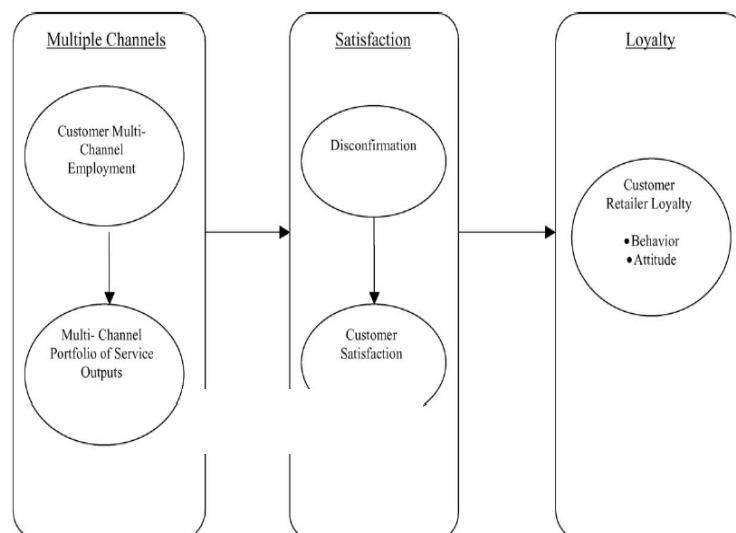 Multiple Channels
Customer Multi-
Channel
Employment
Multi- Channel
Portfolio of Service
Outputs
Satisfaction
Disconfirmation
Customer
Satisfaction
Loyalty
Customer
Retailer Loyalty
•Behavior
•Attitude